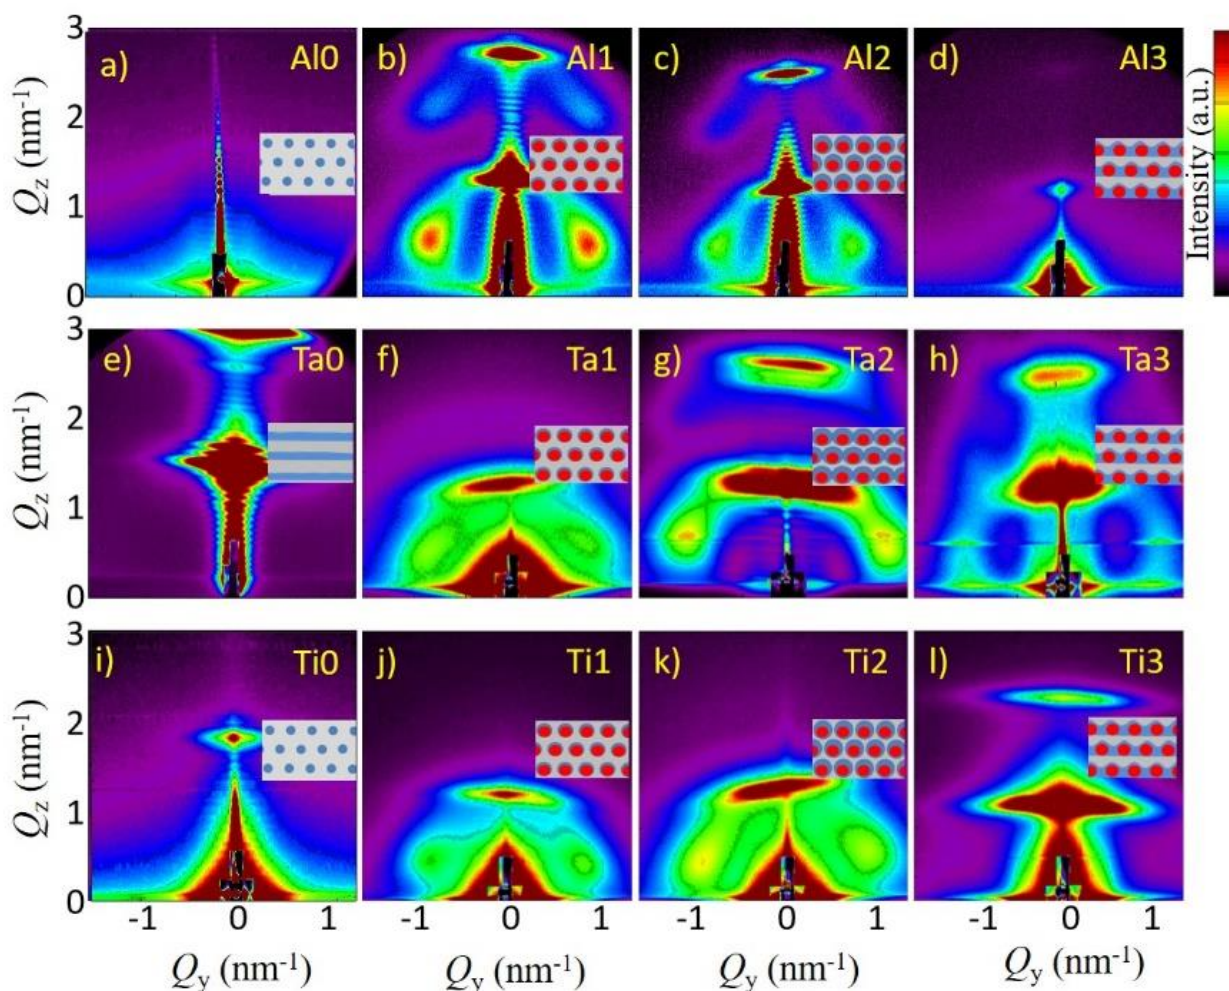 3
a) Al0
b) Al1
c) Al2
d) Al3
2
1
0
Qz (nm⁻¹)
Intensity (a.u.)
3
e) Ta0
f) Ta1
g) Ta2
h) Ta3
2
1
0
Qz (nm⁻¹)
3
i) Ti0
j) Ti1
k) Ti2
l) Ti3
2
1
0
Qz (nm⁻¹)
-1 0 1
-1 0 1
-1 0 1
-1 0 1
Qy (nm⁻¹)
Qy (nm⁻¹)
Qy (nm⁻¹)
Qy (nm⁻¹)